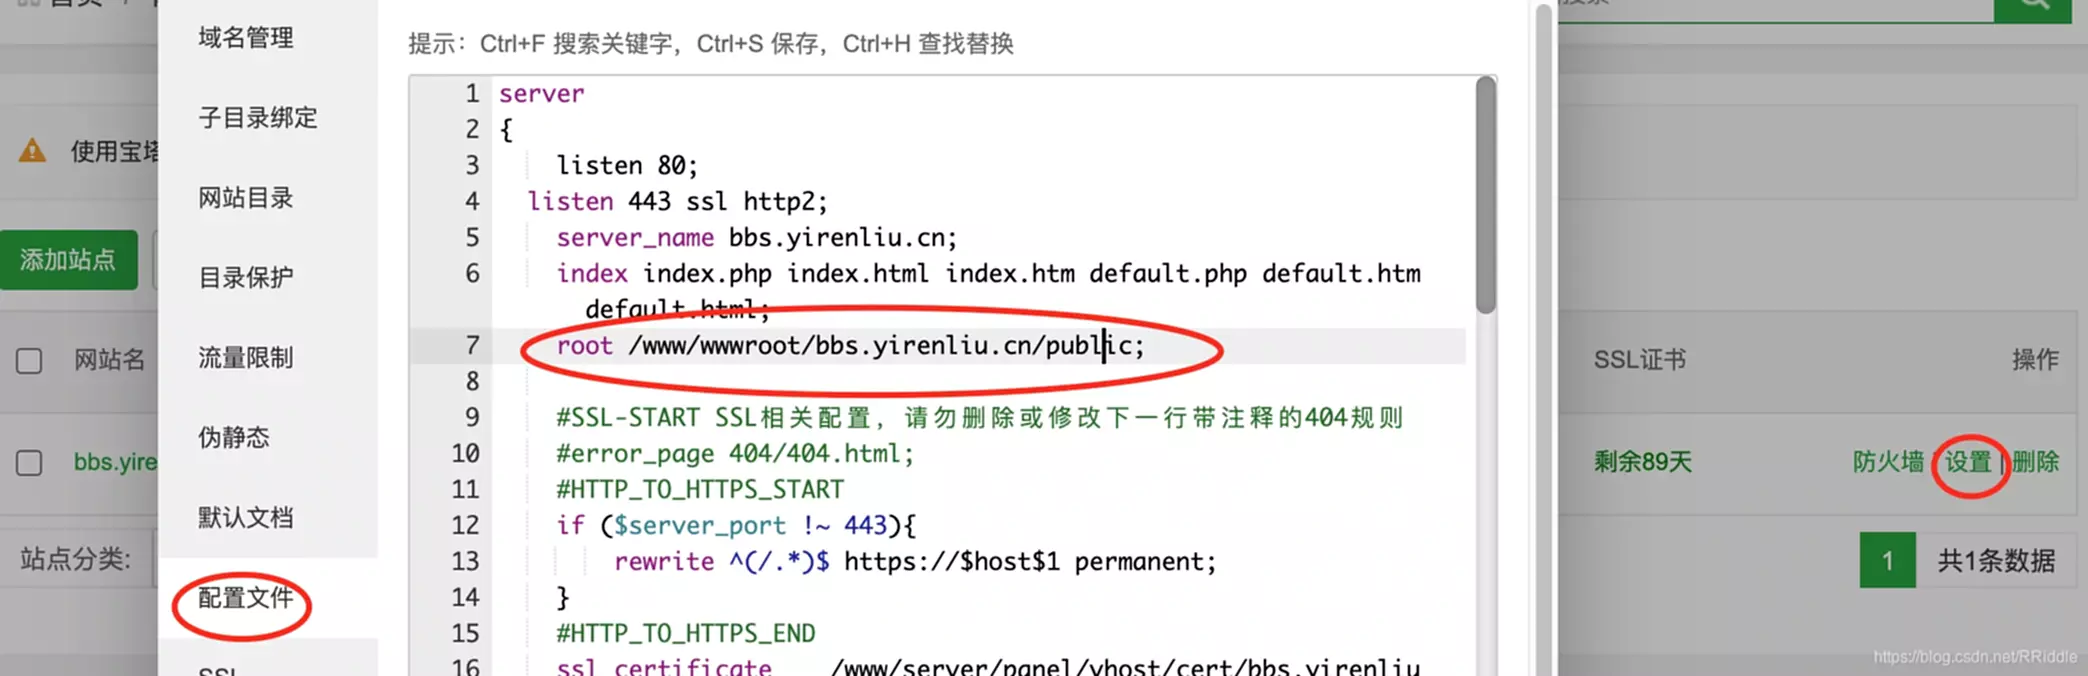 首页 /
搜索
域名管理
子目录绑定
网站目录
目录保护
流量限制
伪静态
默认文档
配置文件
SSL
使用宝塔
添加站点
网站名
bbs.yire
站点分类:
提示：Ctrl+F 搜索关键字，Ctrl+S 保存，Ctrl+H 查找替换
1 server
2 {
3 listen 80;
4 listen 443 ssl http2;
5 server_name bbs.yirenliu.cn;
6 index index.php index.html index.htm default.php default.htm
default.html;
7 root /www/wwwroot/bbs.yirenliu.cn/public;
8
9 #SSL-START SSL相关配置，请勿删除或修改下一行带注释的404规则
10 #error_page 404/404.html;
11 #HTTP_TO_HTTPS_START
12 if ($server_port !~ 443){
13 rewrite ^(/.*)$ https://$host$1 permanent;
14 }
15 #HTTP_TO_HTTPS_END
16 ssl_certificate /www/server/panel/vhost/cert/bbs.yirenliu
SSL证书 操作
剩余89天 防火墙 | 设置 | 删除
1 共1条数据
https://blog.csdn.net/RRiddle